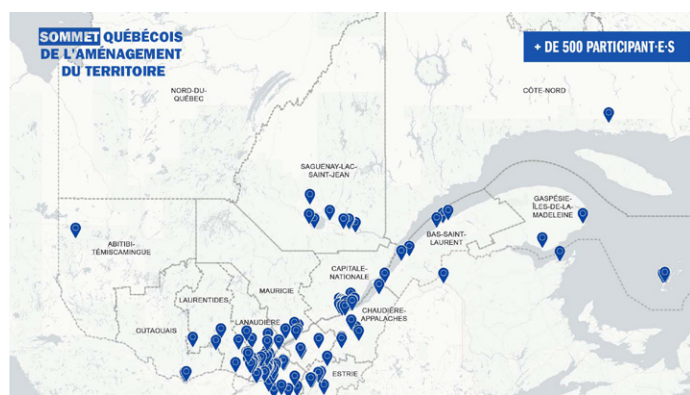 SOMMET QUÉBÉCOIS
DE L'AMÉNAGEMENT
DU TERRITOIRE
+ DE 500 PARTICIPANT·E·S
NORD-DU-
QUÉBEC
CÔTE-NORD
SAGUENAY-LAC-
SAINT-JEAN
GASPÉSIE-
ÎLES-DE-LA-
MADELEINE
BAS-SAINT-
LAURENT
ABITIBI-
TÉMISCAMINGUE
CAPITALE-
NATIONALE
MAURICIE
LAURENTIDES
LANAUDIÈRE
CHAUDIÈRE-
APPALACHES
OUTAOUAIS
ESTRIE